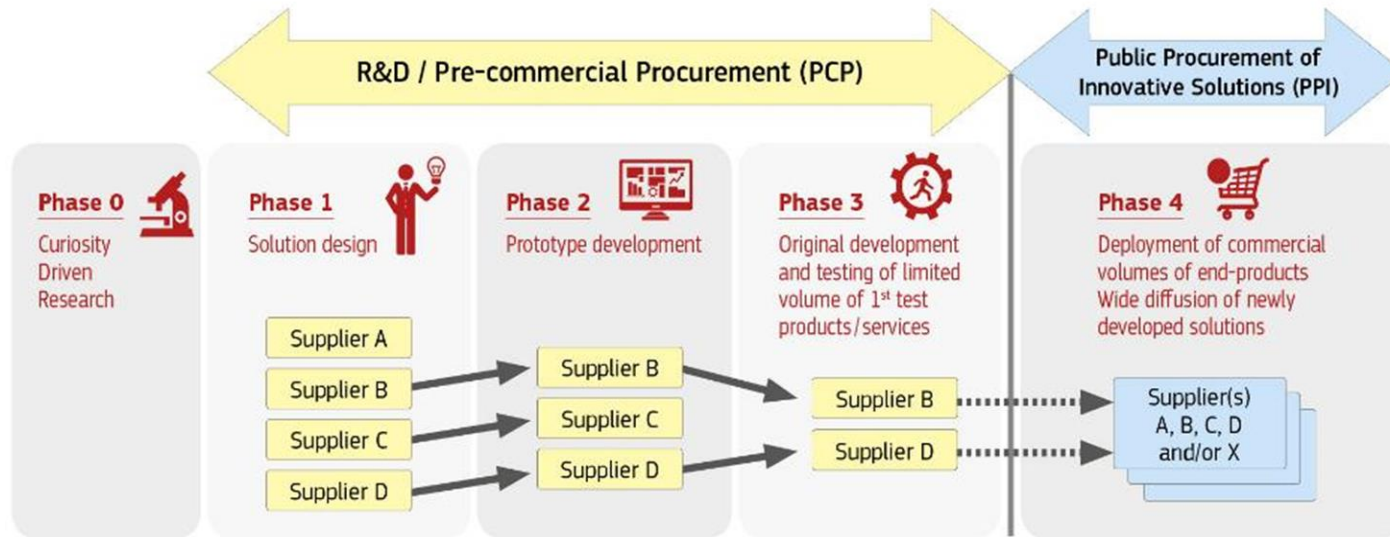 R&D / Pre-commercial Procurement (PCP)
Public Procurement of
Innovative Solutions (PPI)
Phase 0
Curiosity
Driven
Research
Phase 1
Solution design
Supplier A
Supplier B
Supplier C
Supplier D
Phase 2
Prototype development
Supplier B
Supplier C
Supplier D
Phase 3
Original development
and testing of limited
volume of 1st test
products/services
Supplier B
Supplier D
Phase 4
Deployment of commercial
volumes of end-products
Wide diffusion of newly
developed solutions
Supplier(s)
A, B, C, D
and/or X